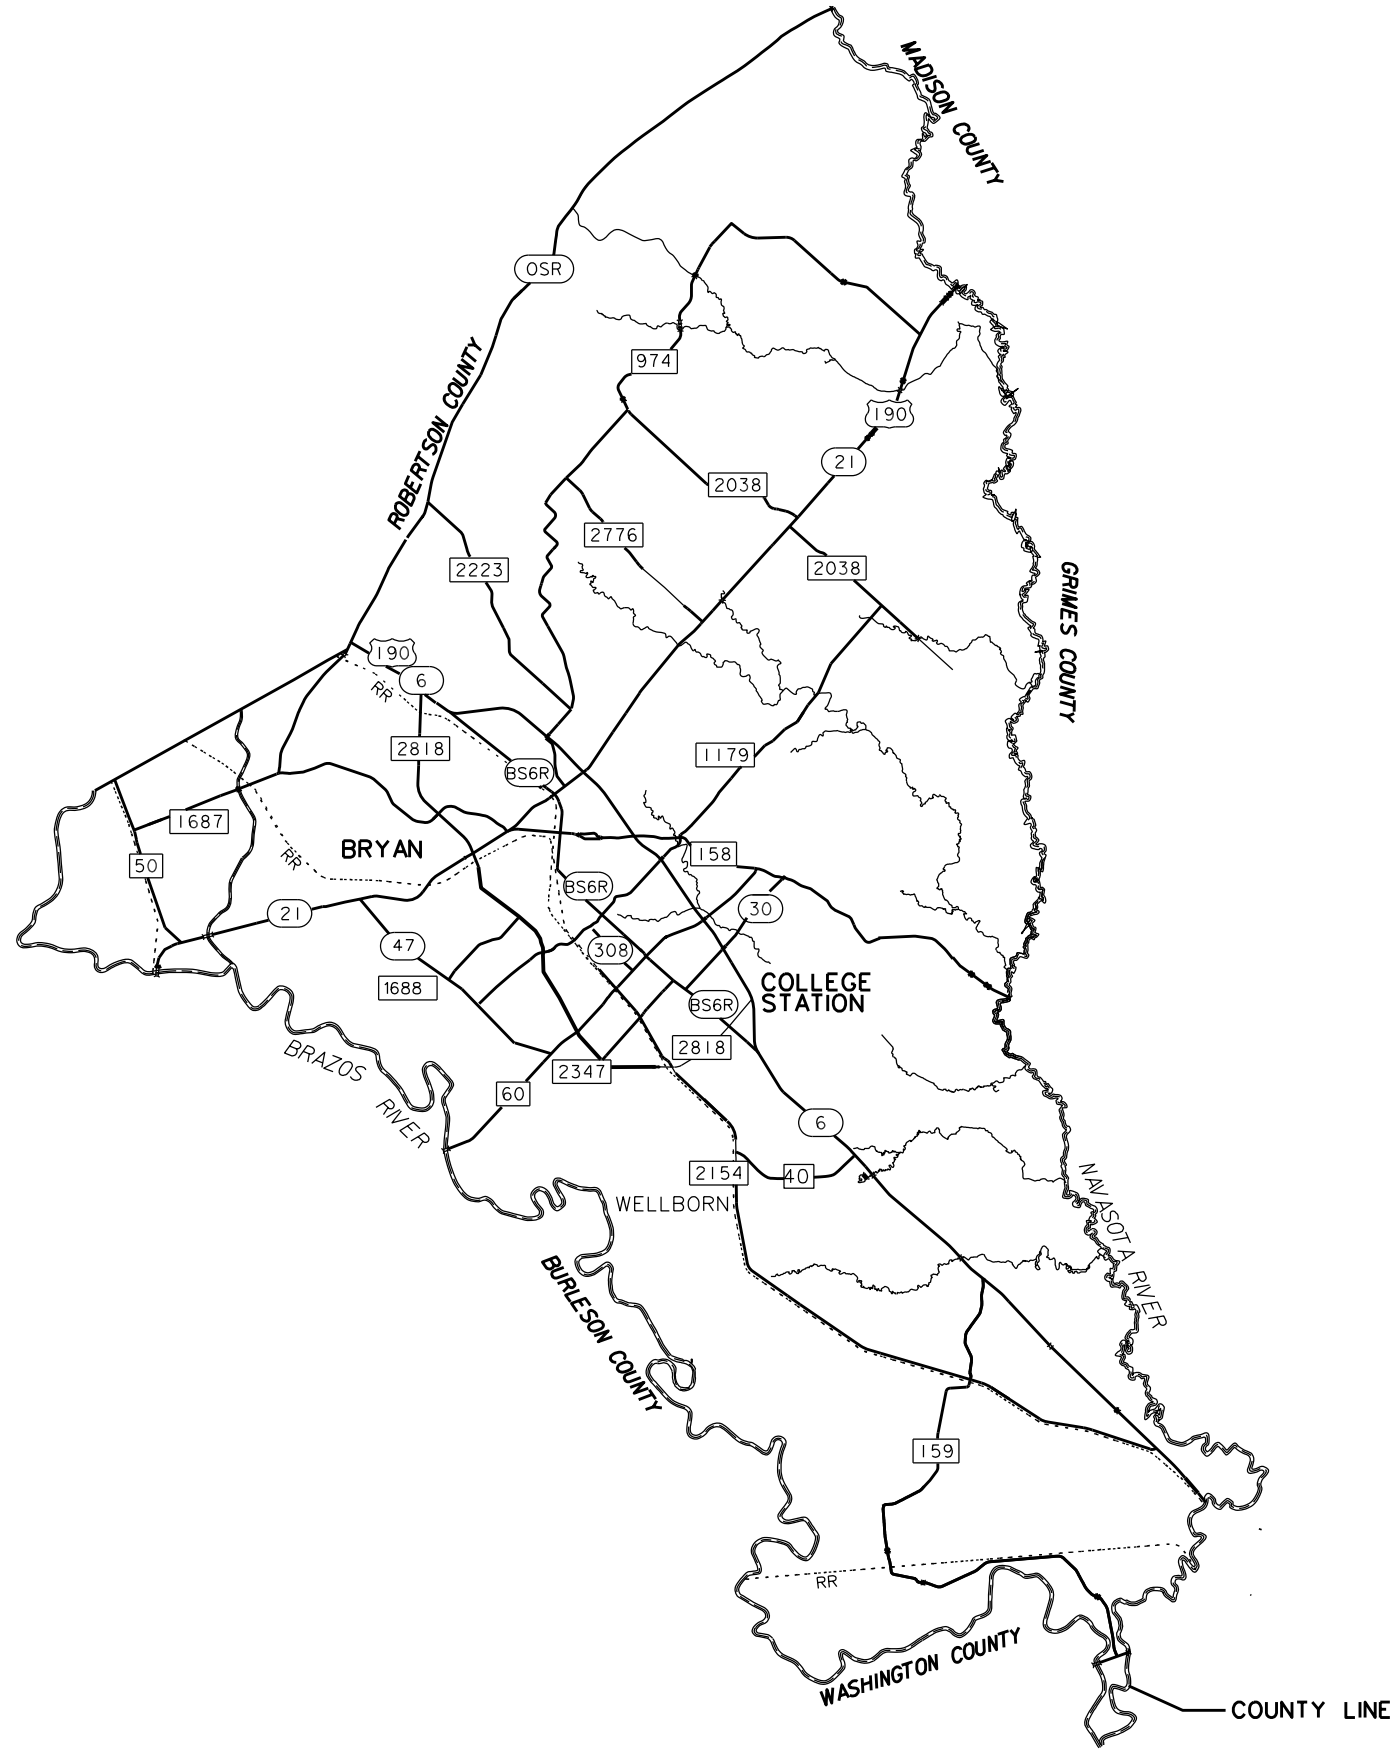 MADISON COUNTY
OSR
ROBERTSON COUNTY
974
190
21
2038
2776
2223
2038
GRIMES COUNTY
190
6
RR
2818
1179
BS6R
1687
BRYAN
RR
158
50
BS6R
30
21
47
308
1688
COLLEGE
STATION
BS6R
BRAZOS
RIVER
2818
2347
60
6
2154
40
WELLBORN
NAVASOTA RIVER
BURLESON COUNTY
159
RR
WASHINGTON COUNTY
COUNTY LINE